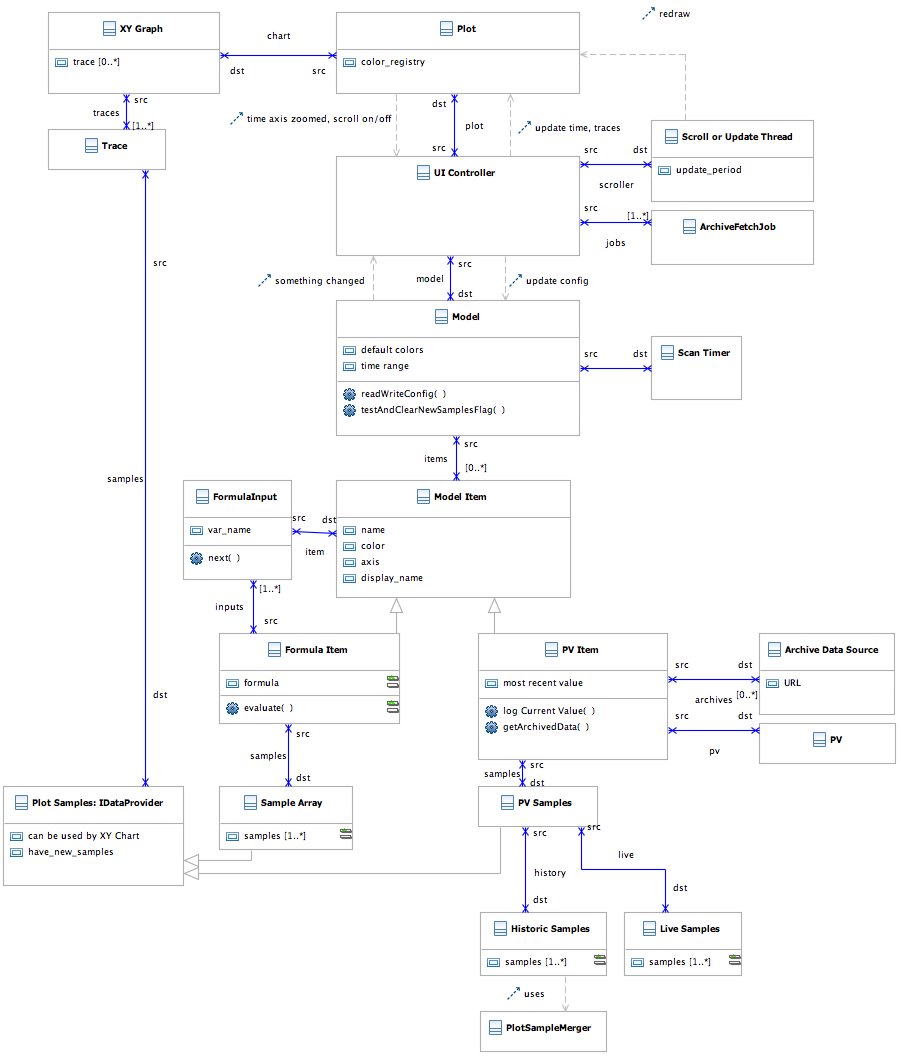 redraw
XY Graph
trace [0..*]
chart
dst
src
Plot
color_registry
src
traces
[1..*]
Trace
time axis zoomed, scroll on/off
dst
plot
src
update time, traces
Scroll or Update Thread
update_period
src
dst
scroller
UI Controller
src
[1..*]
jobs
ArchiveFetchJob
src
something changed
src
model
dst
update config
Model
default colors
time range
readWriteConfig( )
testAndClearNewSamplesFlag( )
src
dst
Scan Timer
src
items
[0..*]
samples
FormulaInput
var_name
next( )
src
dst
item
Model Item
name
color
axis
display_name
[1..*]
inputs
src
Formula Item
formula
evaluate( )
PV Item
most recent value
log Current Value( )
getArchivedData( )
src
dst
archives
[0..*]
Archive Data Source
URL
src
dst
pv
PV
dst
src
samples
dst
src
samples
dst
Plot Samples: IDataProvider
can be used by XY Chart
have_new_samples
Sample Array
samples [1..*]
PV Samples
src
history
dst
src
live
dst
Historic Samples
samples [1..*]
Live Samples
samples [1..*]
uses
PlotSampleMerger